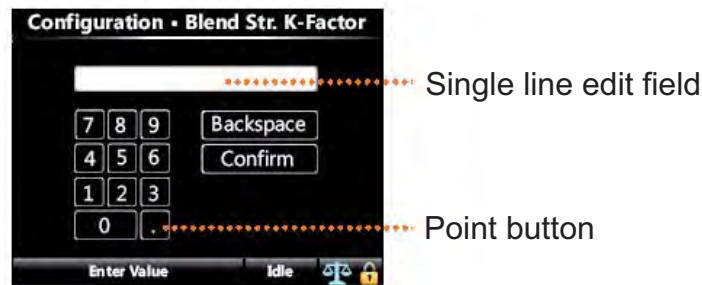 Configuration • Blend Str. K-Factor
Single line edit field
7 8 9 Backspace
4 5 6 Confirm
1 2 3
0 . Point button
Enter Value Idle